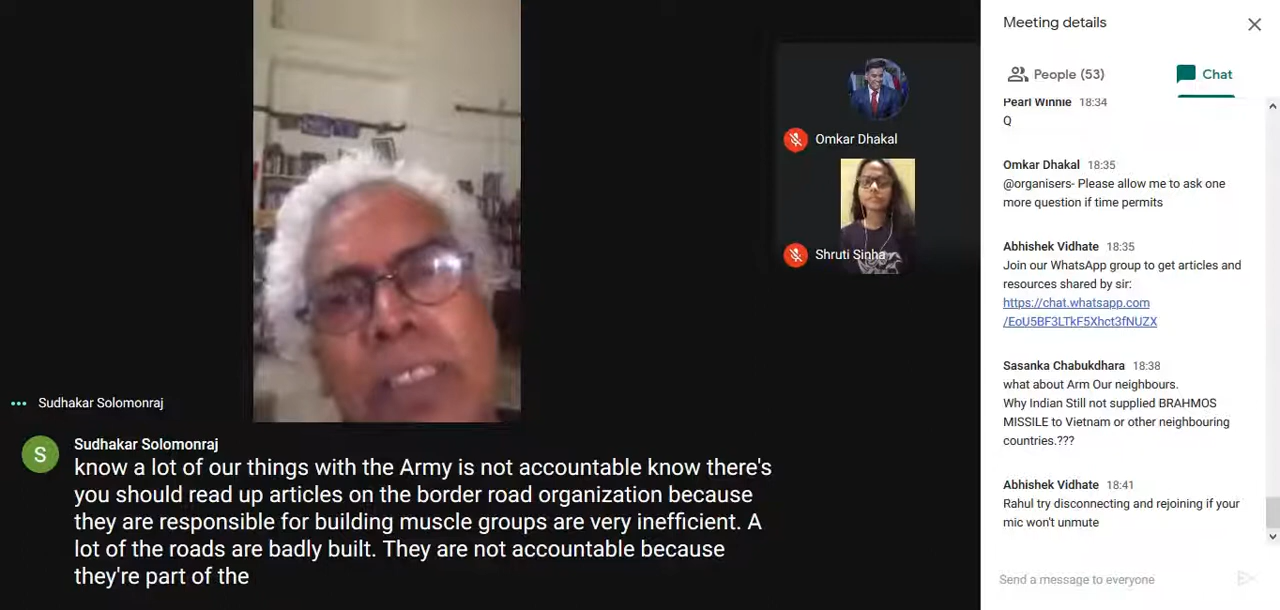 Omkar Dhakal
Shruti Sinha
Sudhakar Solomonraj
S
Sudhakar Solomonraj
know a lot of our things with the Army is not accountable know there's
you should read up articles on the border road organization because
they are responsible for building muscle groups are very inefficient. A
lot of the roads are badly built. They are not accountable because
they're part of the
Meeting details
People (53)
Chat
Pearl Winnie 18:34
Q
Omkar Dhakal 18:35
@organisers- Please allow me to ask one
more question if time permits
Abhishek Vidhate 18:35
Join our WhatsApp group to get articles and
resources shared by sir:
https://chat.whatsapp.com
/EoU5BF3LTkF5Xhct3fNUZX
Sasanka Chabukdhara 18:38
what about Arm Our neighbours.
Why Indian Still not supplied BRAHMOS
MISSILE to Vietnam or other neighbouring
countries.???
Abhishek Vidhate 18:41
Rahul try disconnecting and rejoining if your
mic won't unmute
Send a message to everyone